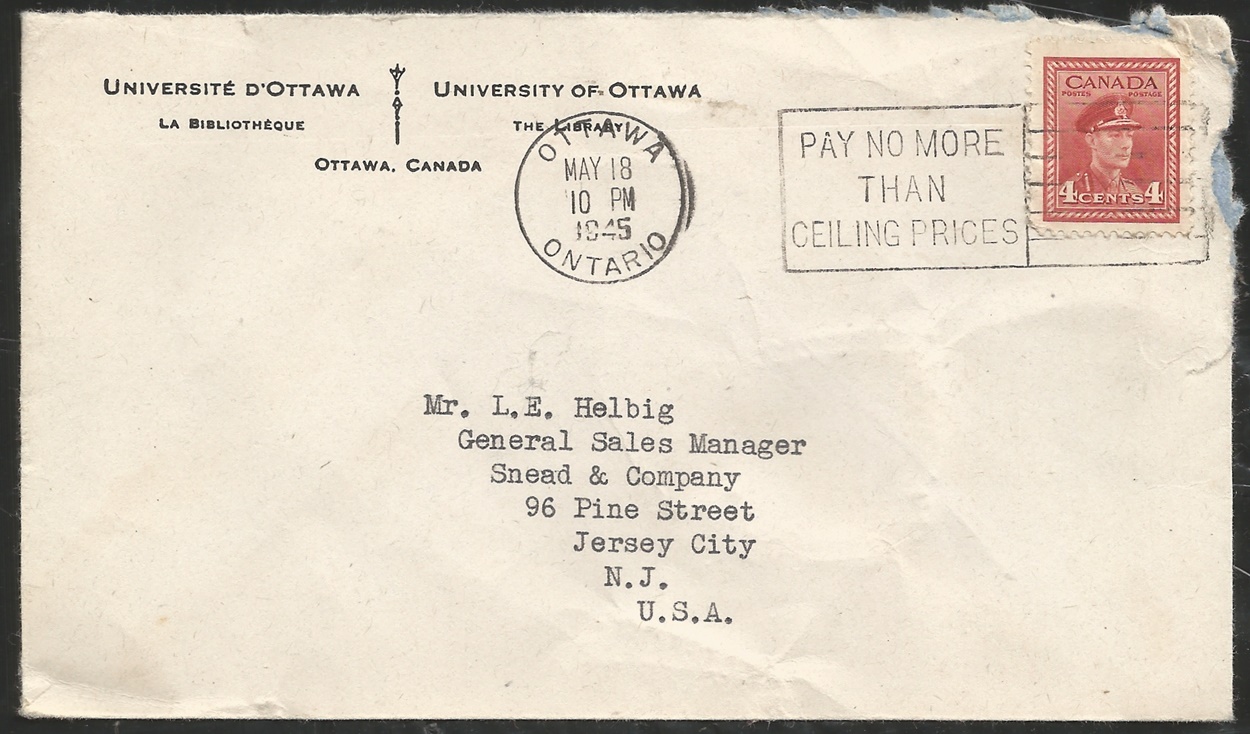 UNIVERSITÉ D'OTTAWA
LA BIBLIOTHÈQUE
UNIVERSITY OF OTTAWA
THE LIBRARY
OTTAWA, CANADA
OTTAWA
MAY 18
10 PM
1945
ONTARIO
PAY NO MORE
THAN
CEILING PRICES
CANADA
POSTES POSTAGE
4 CENTS 4
Mr. L.E. Helbig
General Sales Manager
Snead & Company
96 Pine Street
Jersey City
N.J.
U.S.A.